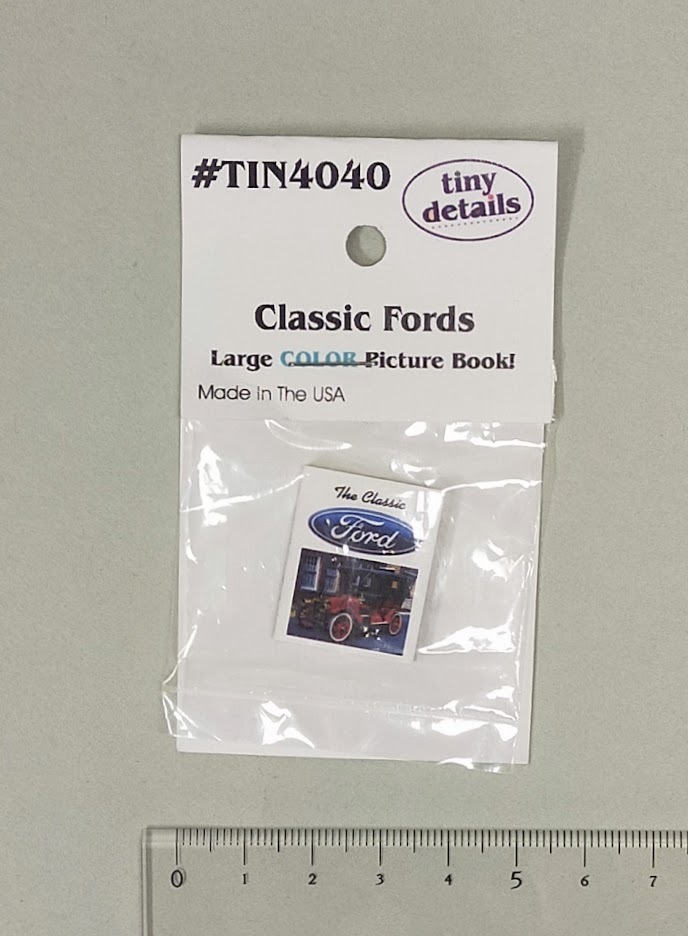 #TIN4040
tiny
details
Classic Fords
Large COLOR Picture Book!
Made In The USA
The Classic
Ford
0 1 2 3 4 5 6 7